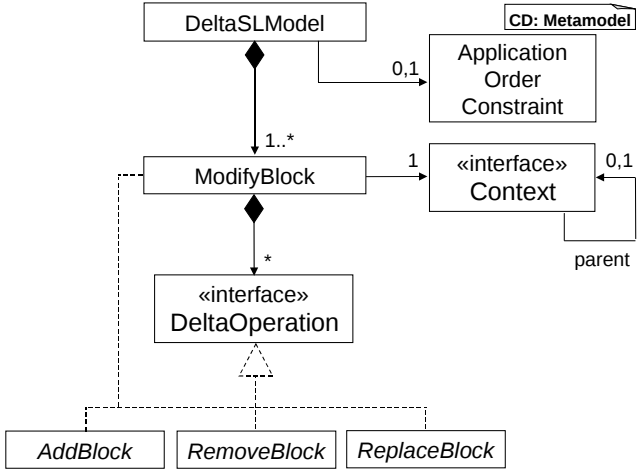 DeltaSLModel
CD: Metamodel
0,1
Application
Order
Constraint
1..*
ModifyBlock
1
«interface»
Context
0,1
parent
*
«interface»
DeltaOperation
AddBlock
RemoveBlock
ReplaceBlock